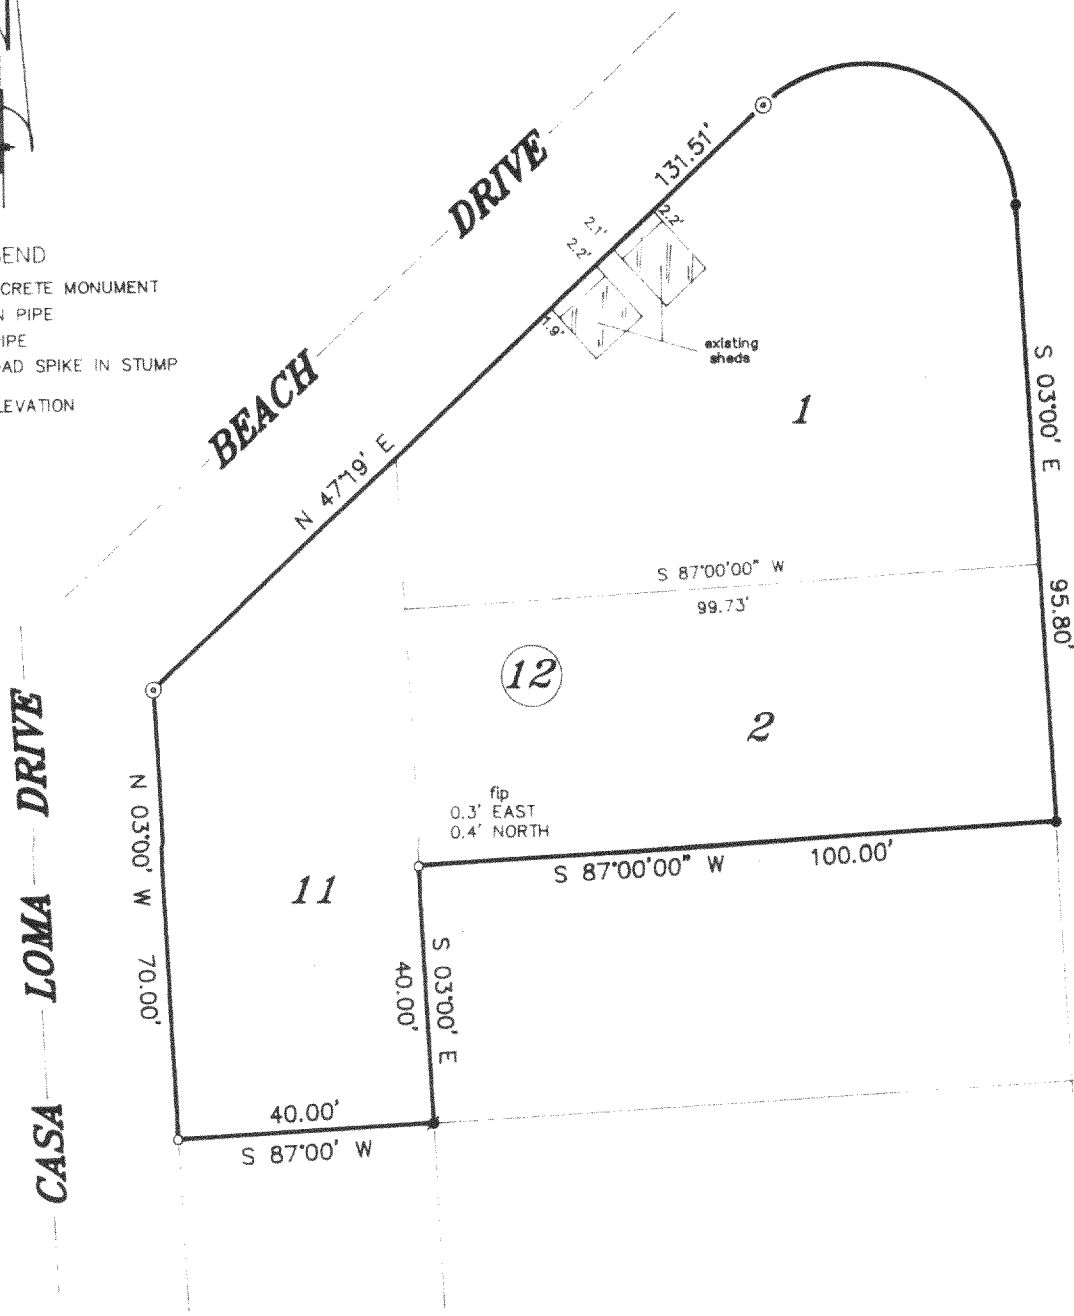 END
CRETE MONUMENT
N PIPE
IPE
AD SPIKE IN STUMP
LEVATION
BEACH DRIVE
131.51'
2.2'
2.1'
2.2'
1.9'
existing
sheds
1
S 03°00' E
N 47°19' E
S 87°00'00" W
99.73'
95.80'
12
2
CASA LOMA DRIVE
N 03°00' W
70.00'
fip
0.3' EAST
0.4' NORTH
S 87°00'00" W 100.00'
11
S 03°00' E
40.00'
40.00'
S 87°00' W